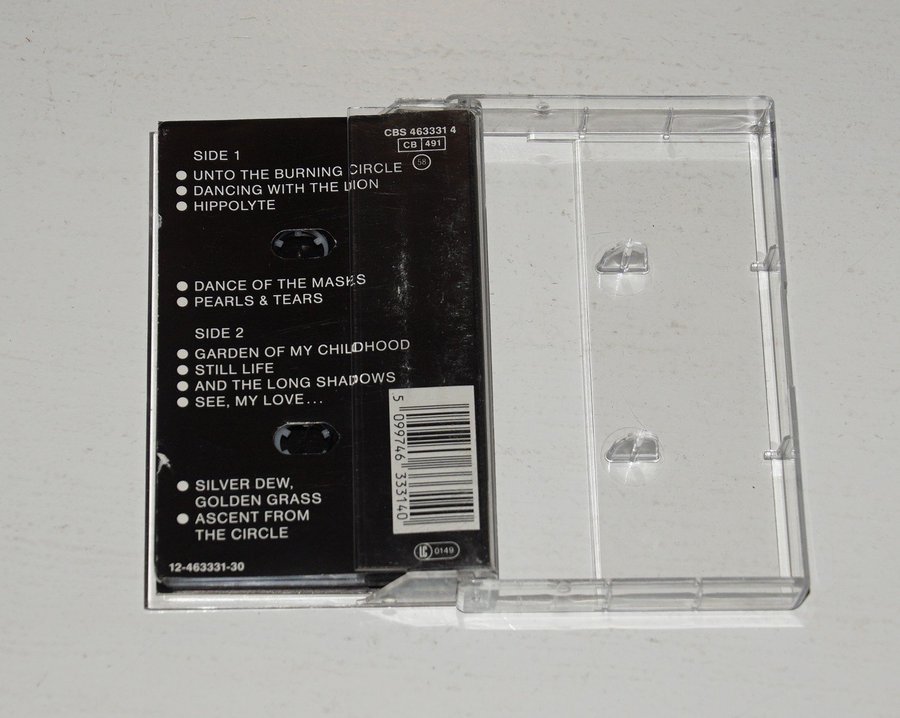 CBS 463331 4
CB 491
58
SIDE 1
UNTO THE BURNING CIRCLE
DANCING WITH THE LION
HIPPOLYTE
DANCE OF THE MASKS
PEARLS & TEARS
SIDE 2
GARDEN OF MY CHILDHOOD
STILL LIFE
AND THE LONG SHADOWS
SEE, MY LOVE...
SILVER DEW,
GOLDEN GRASS
ASCENT FROM
THE CIRCLE
5 099746 333140
LC 0149
12-463331-30